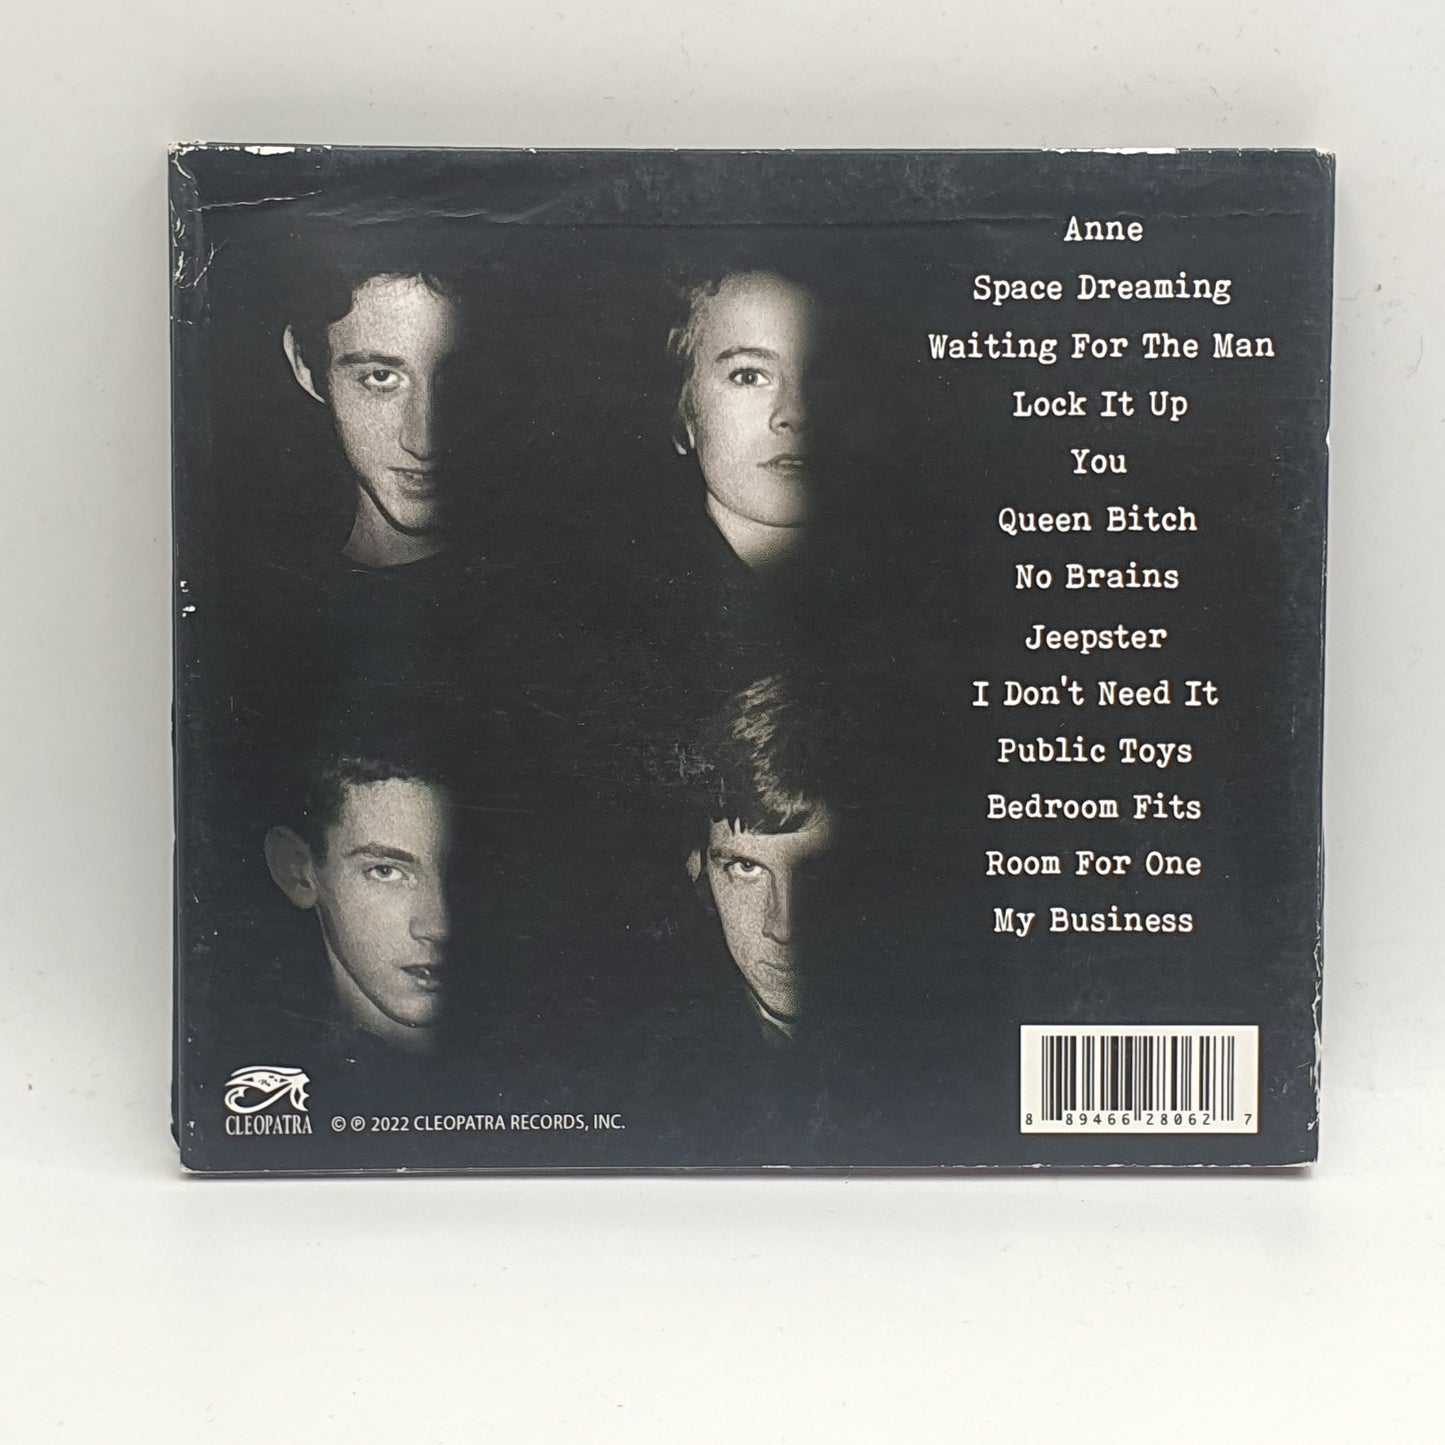 Anne
Space Dreaming
Waiting For The Man
Lock It Up
You
Queen Bitch
No Brains
Jeepster
I Don't Need It
Public Toys
Bedroom Fits
Room For One
My Business
CLEOPATRA
© ℗ 2022 CLEOPATRA RECORDS, INC.
8 89466 28062 7